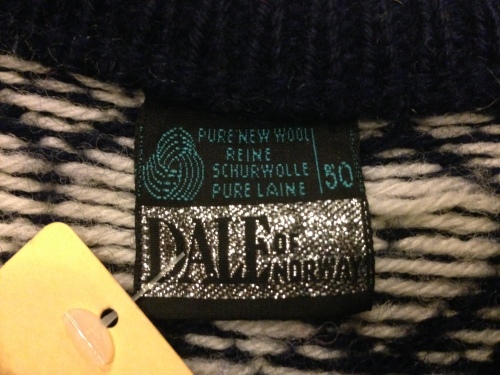 PURE NEW WOOL
REINE
SCHURWOLLE
PURE LAINE
50
DALE OF
NORWAY